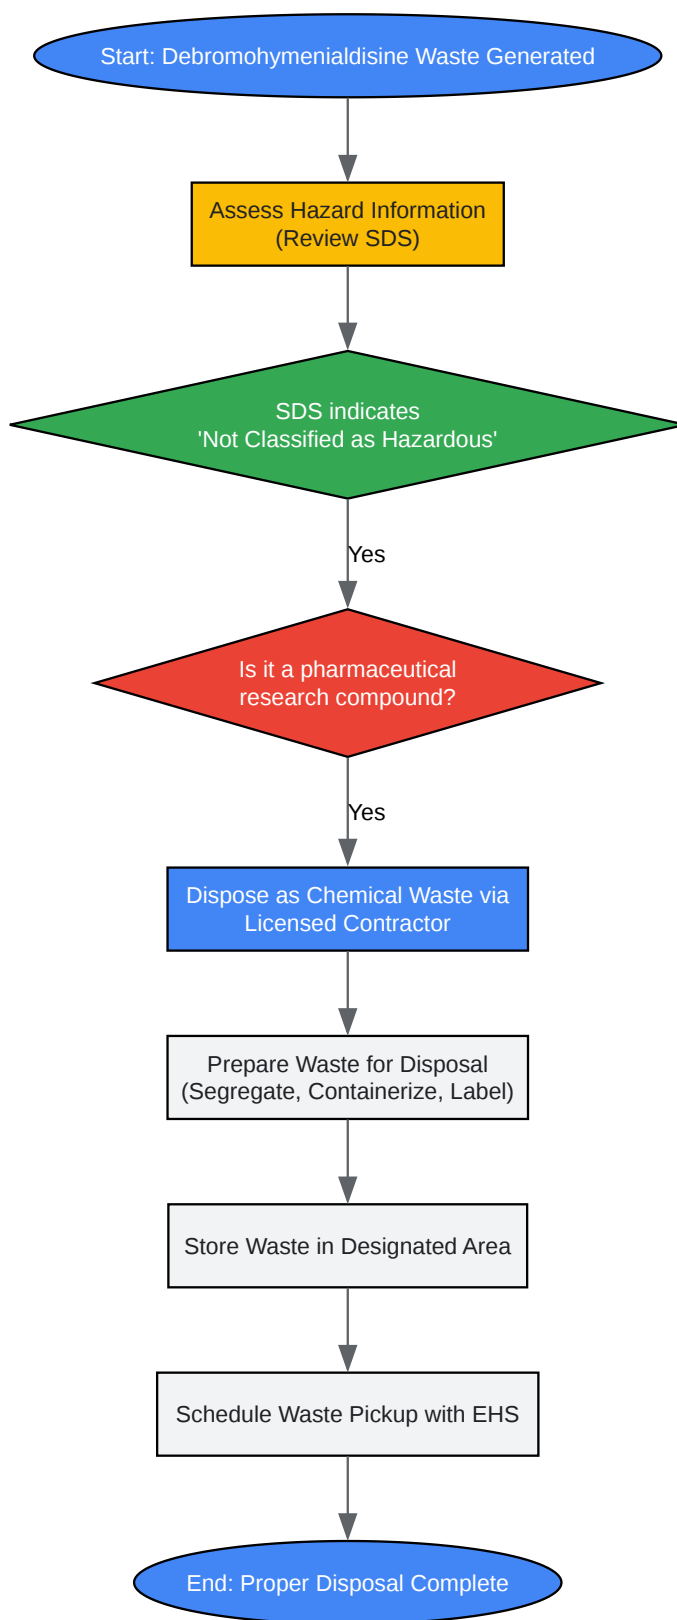 Start: Debromohymenialdisine Waste Generated
Assess Hazard Information
(Review SDS)
SDS indicates
'Not Classified as Hazardous'
Yes
Is it a pharmaceutical
research compound?
Yes
Dispose as Chemical Waste via
Licensed Contractor
Prepare Waste for Disposal
(Segregate, Containerize, Label)
Store Waste in Designated Area
Schedule Waste Pickup with EHS
End: Proper Disposal Complete